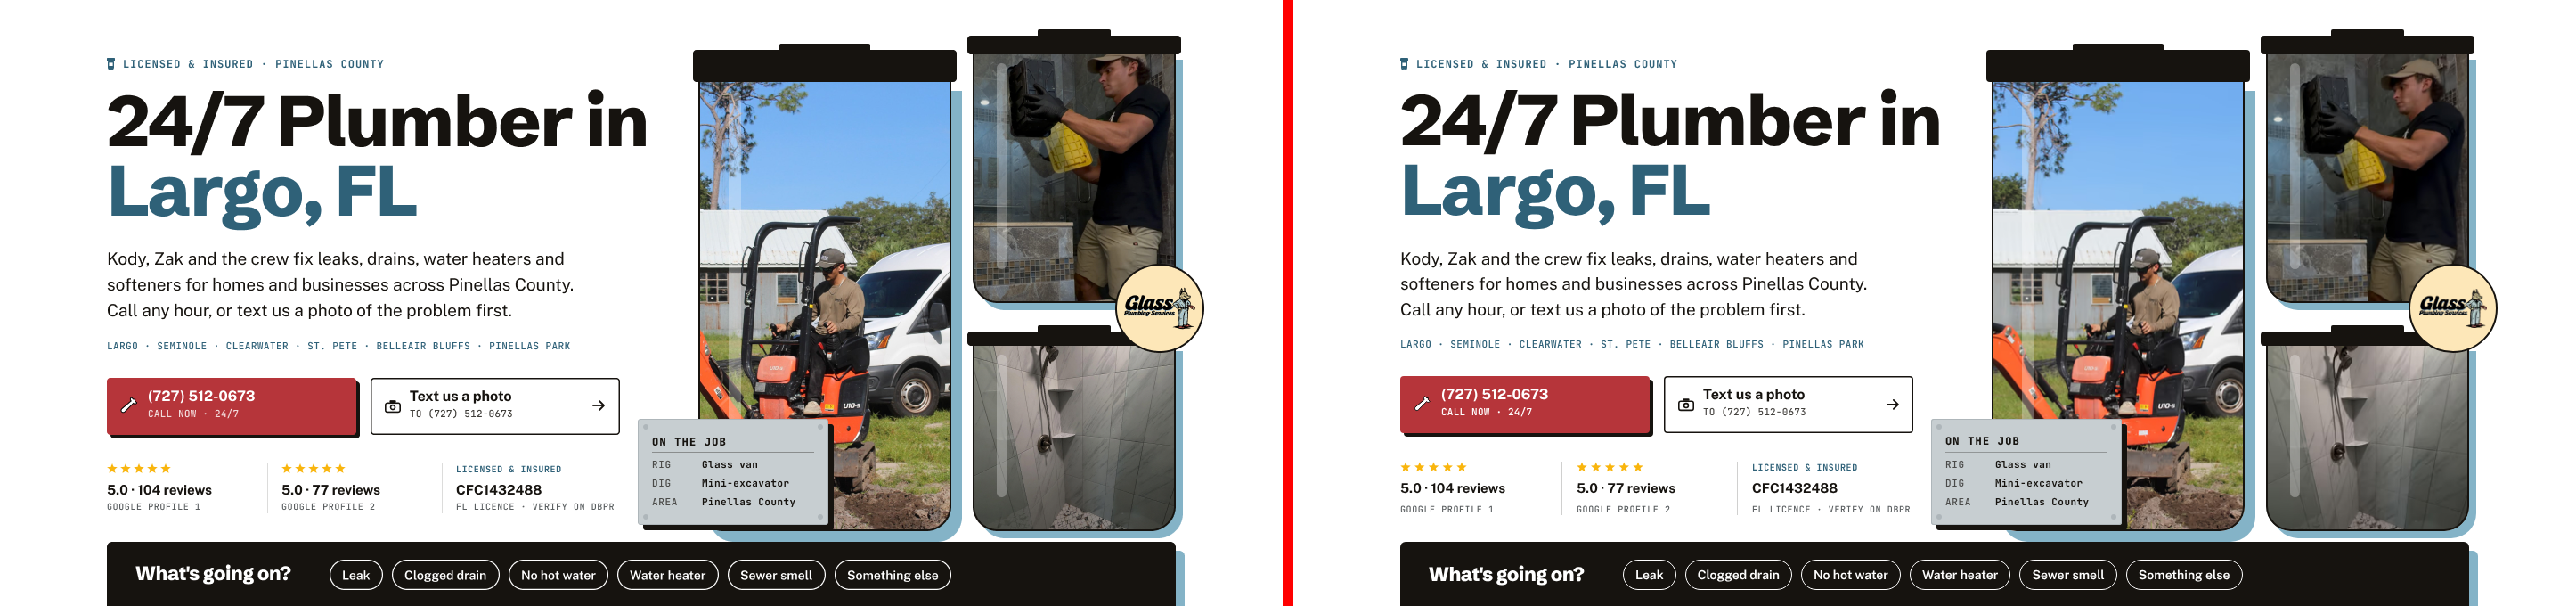 LICENSED & INSURED · PINELLAS COUNTY
24/7 Plumber in
Largo, FL
Kody, Zak and the crew fix leaks, drains, water heaters and
softeners for homes and businesses across Pinellas County.
Call any hour, or text us a photo of the problem first.
LARGO · SEMINOLE · CLEARWATER · ST. PETE · BELLEAIR BLUFFS · PINELLAS PARK
(727) 512-0673
CALL NOW · 24/7
Text us a photo
TO (727) 512-0673
5.0 · 104 reviews
GOOGLE PROFILE 1
5.0 · 77 reviews
GOOGLE PROFILE 2
LICENSED & INSURED
CFC1432488
FL LICENCE · VERIFY ON DBPR
U10-5
Glass
Plumbing Services
ON THE JOB
RIG Glass van
DIG Mini-excavator
AREA Pinellas County
What's going on?
Leak
Clogged drain
No hot water
Water heater
Sewer smell
Something else
LICENSED & INSURED · PINELLAS COUNTY
24/7 Plumber in
Largo, FL
Kody, Zak and the crew fix leaks, drains, water heaters and
softeners for homes and businesses across Pinellas County.
Call any hour, or text us a photo of the problem first.
LARGO · SEMINOLE · CLEARWATER · ST. PETE · BELLEAIR BLUFFS · PINELLAS PARK
(727) 512-0673
CALL NOW · 24/7
Text us a photo
TO (727) 512-0673
5.0 · 104 reviews
GOOGLE PROFILE 1
5.0 · 77 reviews
GOOGLE PROFILE 2
LICENSED & INSURED
CFC1432488
FL LICENCE · VERIFY ON DBPR
U10-5
Glass
Plumbing Services
ON THE JOB
RIG Glass van
DIG Mini-excavator
AREA Pinellas County
What's going on?
Leak
Clogged drain
No hot water
Water heater
Sewer smell
Something else